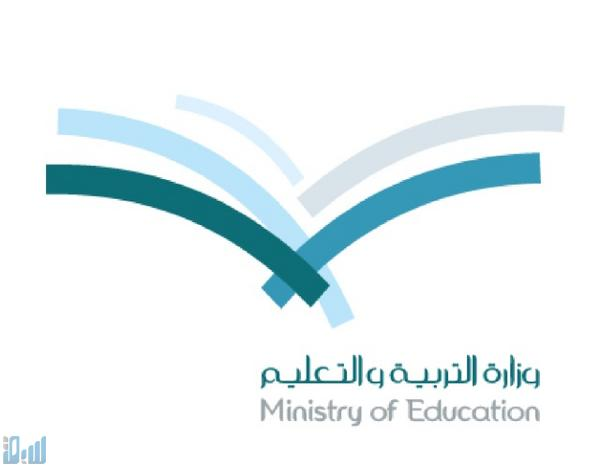 وزارة التربية والتعليم
Ministry of Education